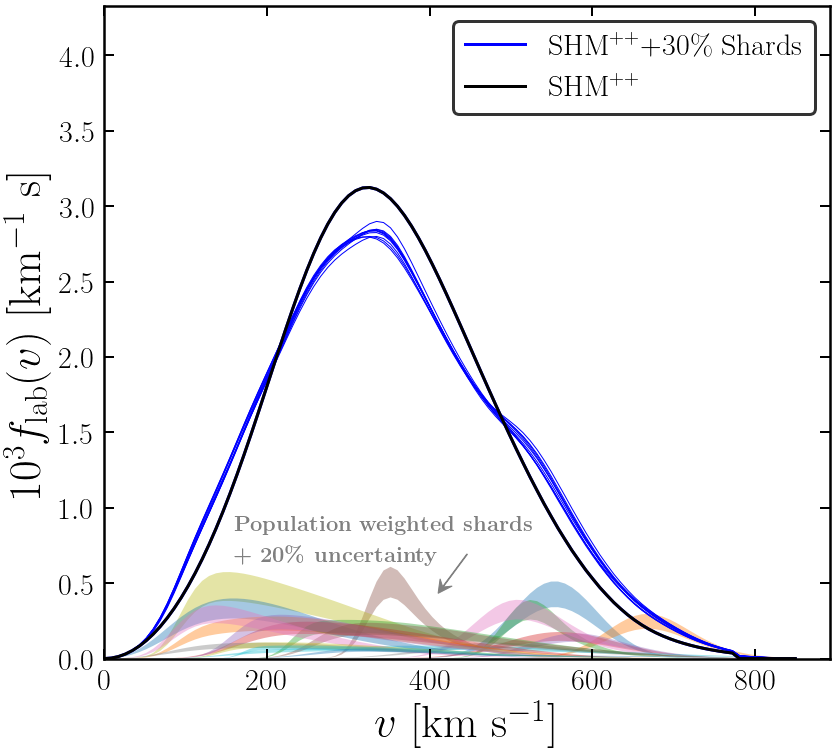 SHM⁺⁺+30% Shards
SHM⁺⁺
10³f_lab(v) [km⁻¹ s]
4.0
3.5
3.0
2.5
2.0
1.5
1.0
0.5
0.0
Population weighted shards
+ 20% uncertainty
0
200
400
600
800
v [km s⁻¹]